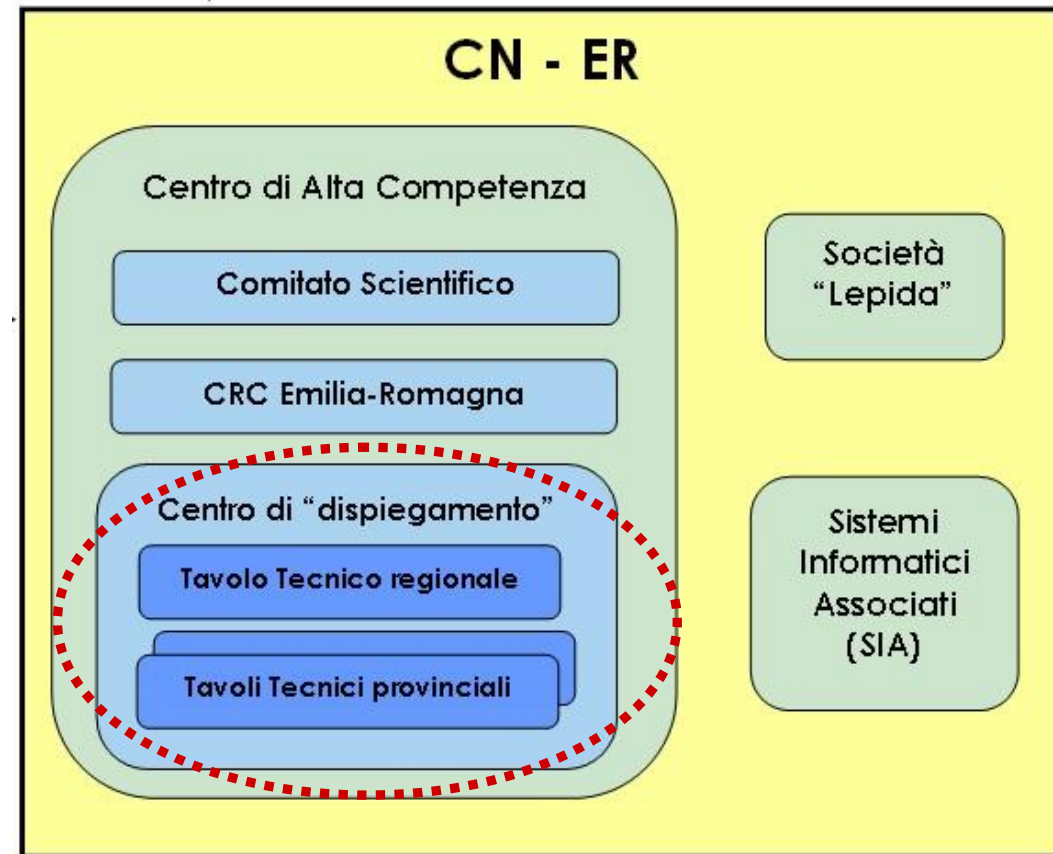 CN - ER
Centro di Alta Competenza
Comitato Scientifico
CRC Emilia-Romagna
Centro di “dispiegamento”
Tavolo Tecnico regionale
Tavoli Tecnici provinciali
Società
“Lepida”
Sistemi
Informatici
Associati
(SIA)